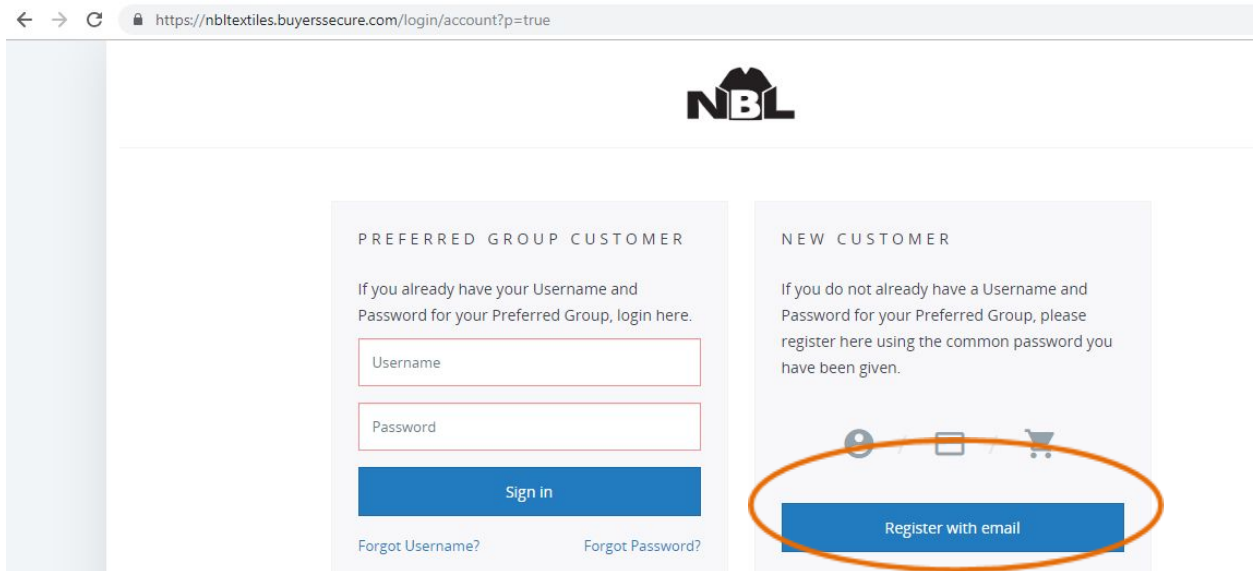 https://nbltextiles.buyerssecure.com/login/account?p=true
NBL
PREFERRED GROUP CUSTOMER
If you already have your Username and
Password for your Preferred Group, login here.
Username
Password
Sign in
Forgot Username?
Forgot Password?
NEW CUSTOMER
If you do not already have a Username and
Password for your Preferred Group, please
register here using the common password you
have been given.
/ /
Register with email